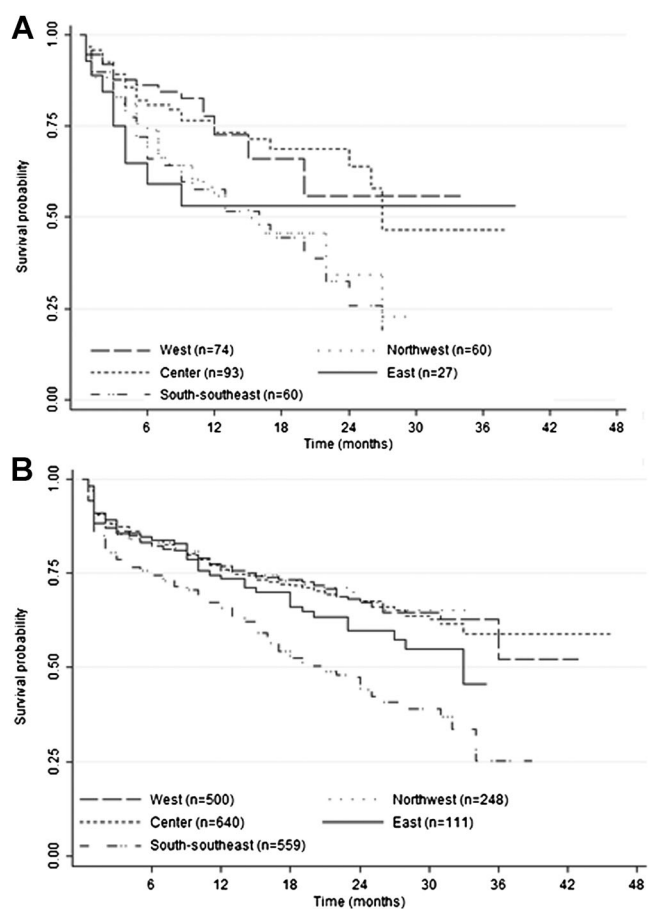 A
1.00
0.75
0.50
0.25
0.00
Survival probability
West (n=74)
Northwest (n=60)
Center (n=93)
East (n=27)
South-southeast (n=60)
6 12 18 24 30 36 42 48
Time (months)
B
1.00
0.75
0.50
0.25
0.00
Survival probability
West (n=500)
Northwest (n=248)
Center (n=640)
East (n=111)
South-southeast (n=559)
6 12 18 24 30 36 42 48
Time (months)